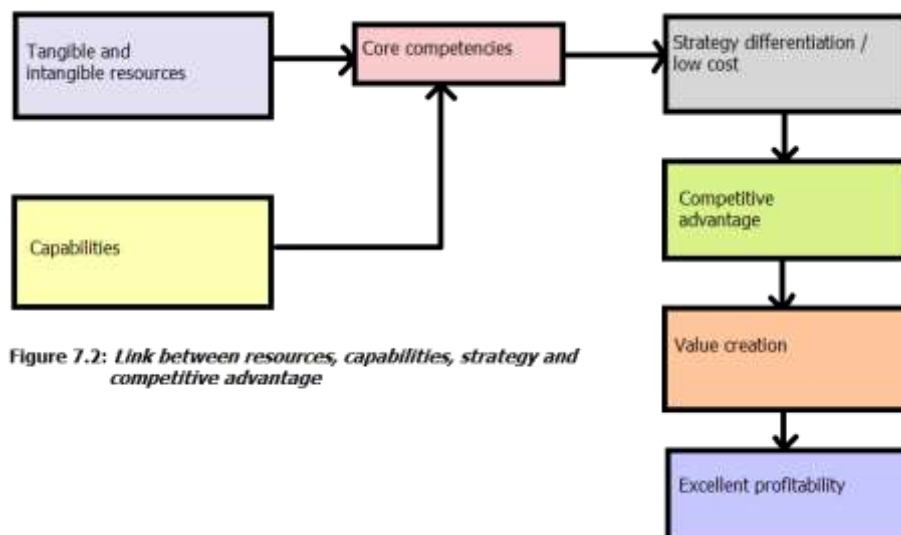 Tangible and
intangible resources
Core competencies
Strategy differentiation /
low cost
Capabilities
Competitive
advantage
Value creation
Excellent profitability
Figure 7.2: Link between resources, capabilities, strategy and
competitive advantage